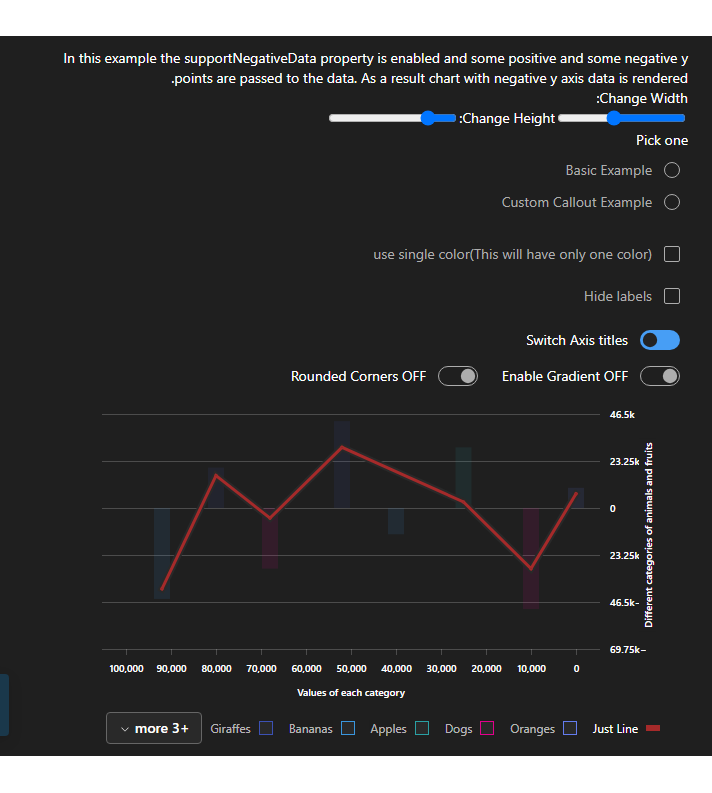 In this example the supportNegativeData property is enabled and some positive and some negative y
.points are passed to the data. As a result chart with negative y axis data is rendered
:Change Width
:Change Height
Pick one
Basic Example
Custom Callout Example
use single color(This will have only one color)
Hide labels
Switch Axis titles
Rounded Corners OFF Enable Gradient OFF
46.5k
23.25k
0
23.25k
46.5k-
69.75k-
Different categories of animals and fruits
100,000 90,000 80,000 70,000 60,000 50,000 40,000 30,000 20,000 10,000 0
Values of each category
more 3+ Giraffes Bananas Apples Dogs Oranges Just Line